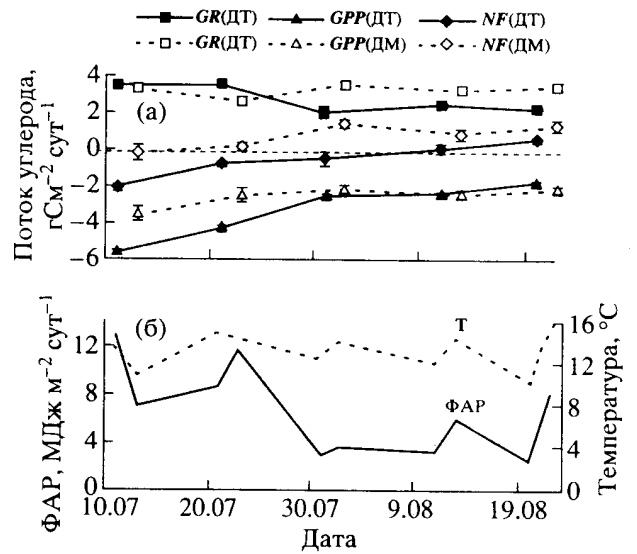 GR(ДТ) GPP(ДТ) NF(ДТ)
GR(ДТ) GPP(ДМ) NF(ДМ)
Поток углерода,
гСм⁻² сут⁻¹
4
2
0
−2
−4
−6
(а)
(б)
ФАР, МДж м⁻² сут⁻¹
12
8
4
0
Т
ФАР
16
12
8
4
0
Температура, °C
10.07 20.07 30.07 9.08 19.08
Дата